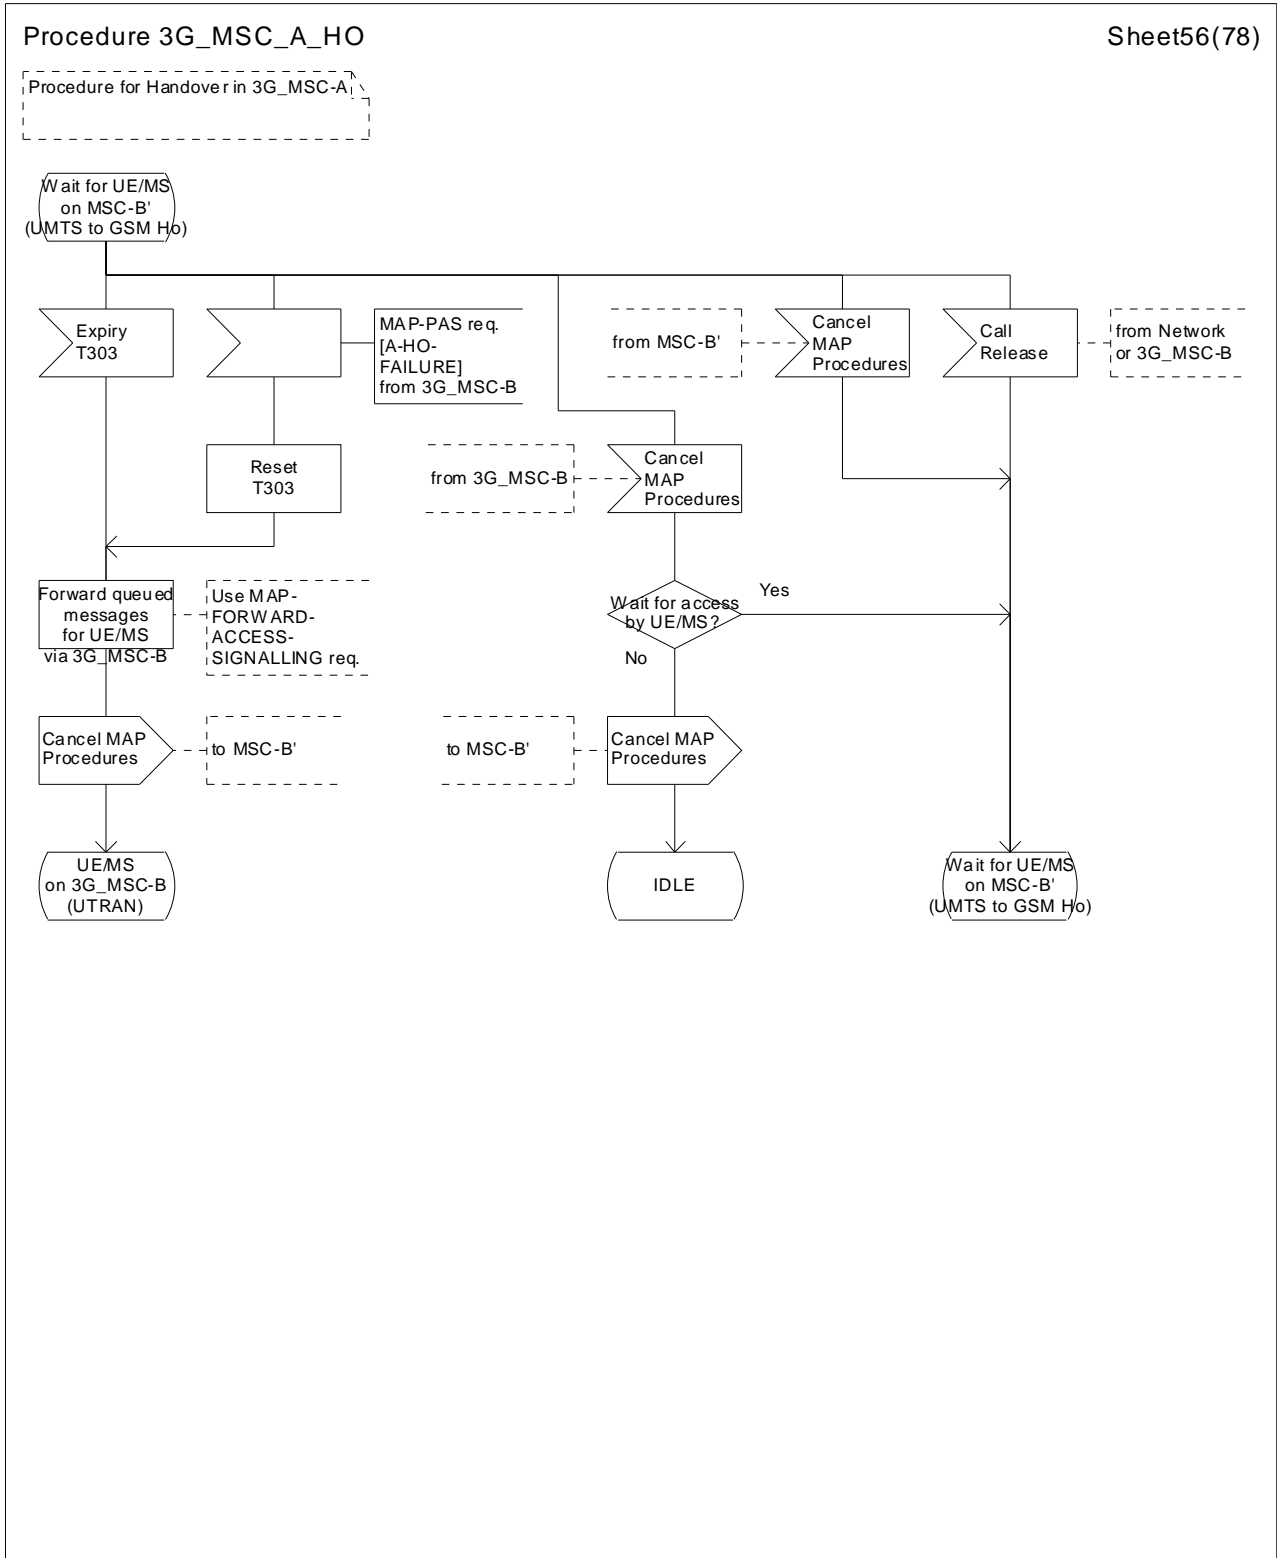 Procedure 3G_MSC_A_HO
Sheet56(78)
Procedure for Handover in 3G_MSC-A
Wait for UE/MS
on MSC-B'
(UMTS to GSM Ho)
Expiry
T303
MAP-PAS req.
[A-HO-
FAILURE]
from 3G_MSC-B
from MSC-B'
Cancel
MAP
Procedures
Call
Release
from Network
or 3G_MSC-B
Reset
T303
from 3G_MSC-B
Cancel
MAP
Procedures
Forward queued
messages
for UE/MS
via 3G_MSC-B
Use MAP-
FORWARD-
ACCESS-
SIGNALLING req.
Wait for access
by UE/MS?
Yes
No
Cancel MAP
Procedures
to MSC-B'
to MSC-B'
Cancel MAP
Procedures
UE/MS
on 3G_MSC-B
(UTRAN)
IDLE
Wait for UE/MS
on MSC-B'
(UMTS to GSM Ho)